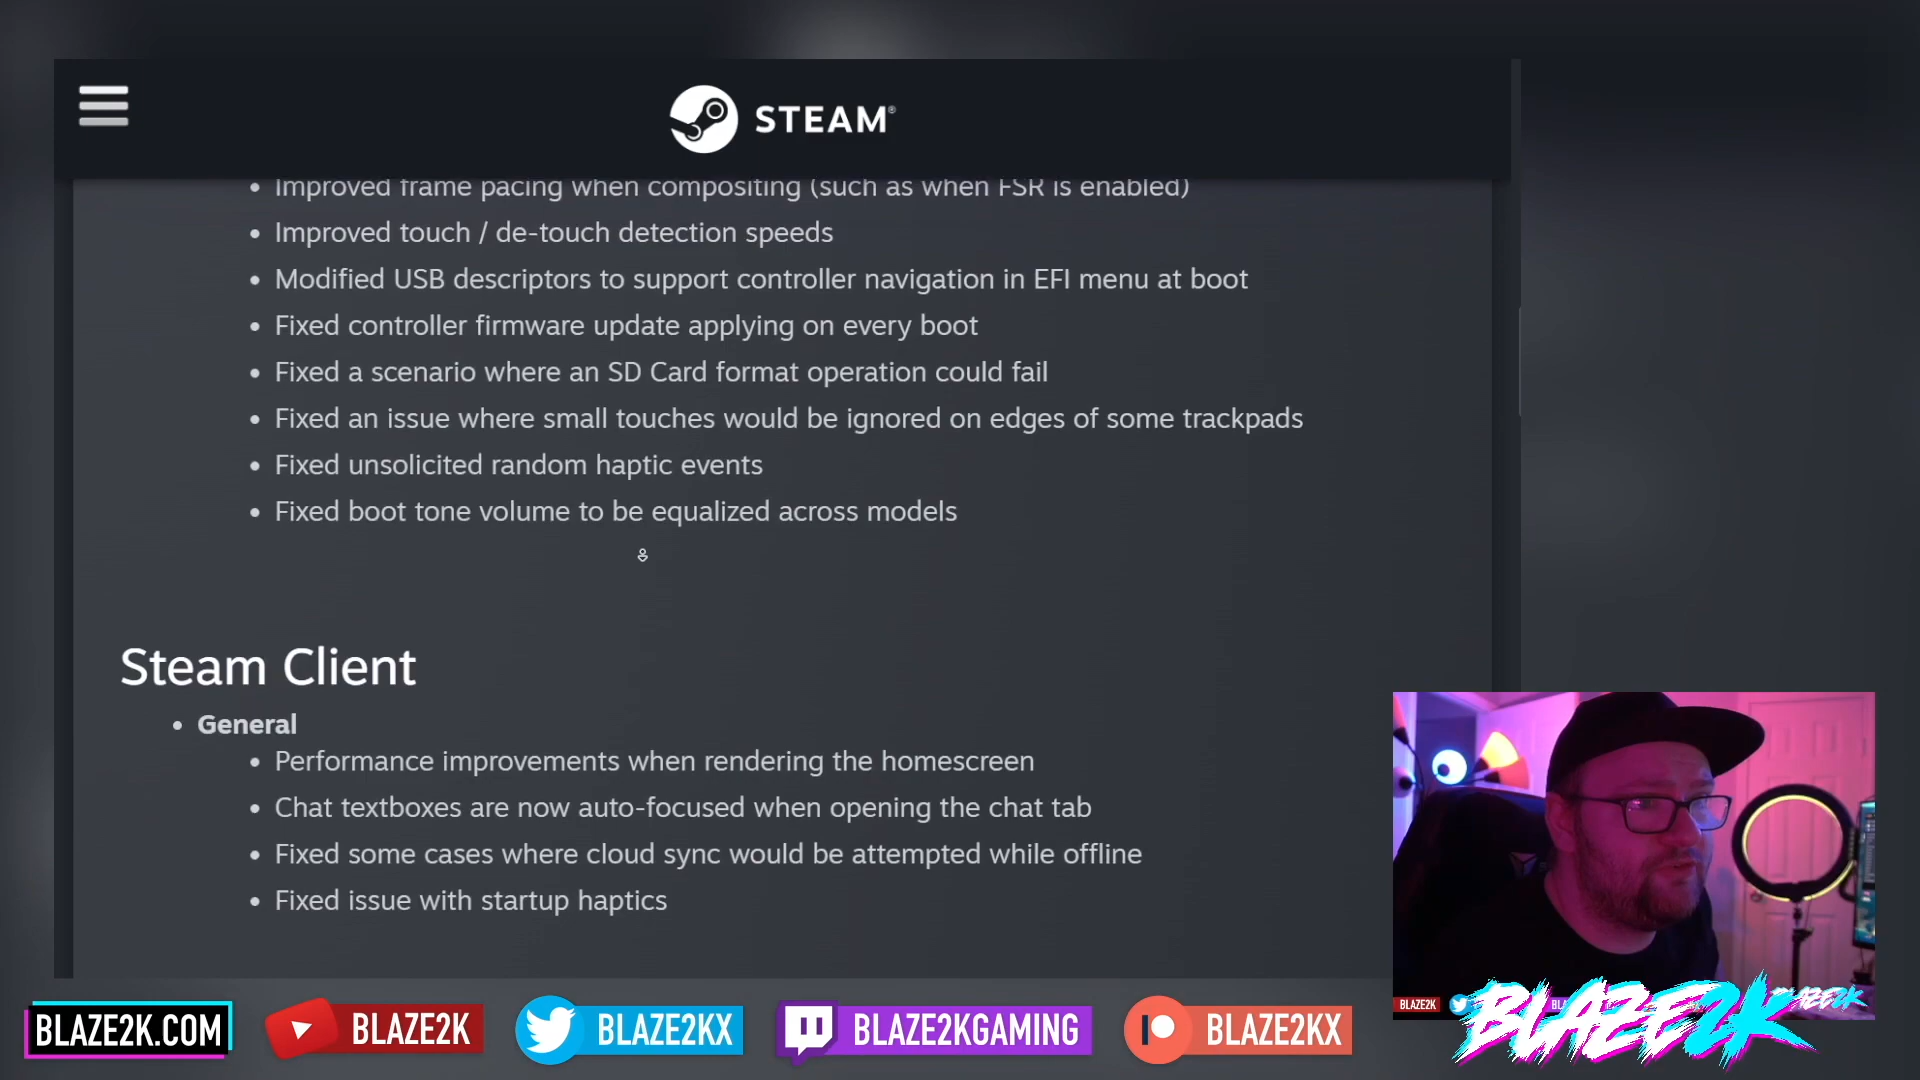 STEAM®
Improved frame pacing when compositing (such as when FSR is enabled)
Improved touch / de-touch detection speeds
Modified USB descriptors to support controller navigation in EFI menu at boot
Fixed controller firmware update applying on every boot
Fixed a scenario where an SD Card format operation could fail
Fixed an issue where small touches would be ignored on edges of some trackpads
Fixed unsolicited random haptic events
Fixed boot tone volume to be equalized across models
Steam Client
General
Performance improvements when rendering the homescreen
Chat textboxes are now auto-focused when opening the chat tab
Fixed some cases where cloud sync would be attempted while offline
Fixed issue with startup haptics
BLAZE2K
BLAZE2K
BLAZE2K
BLAZE2K.COM
BLAZE2K
BLAZE2KX
BLAZE2KGAMING
BLAZE2KX